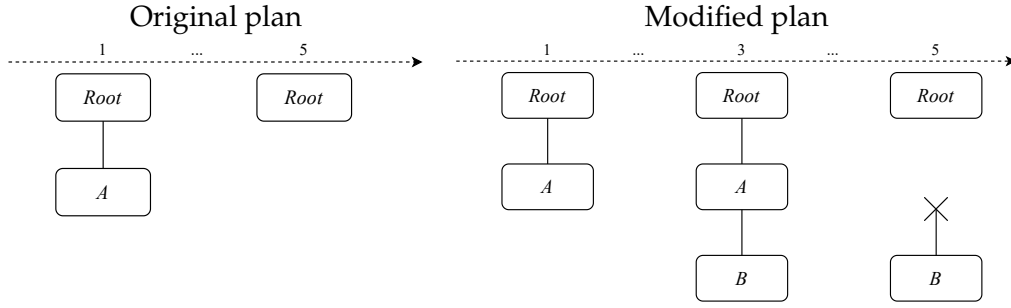 Original plan
Modified plan
1 ... 5
1 ... 3 ... 5
Root Root
Root Root Root
A
A A
B B